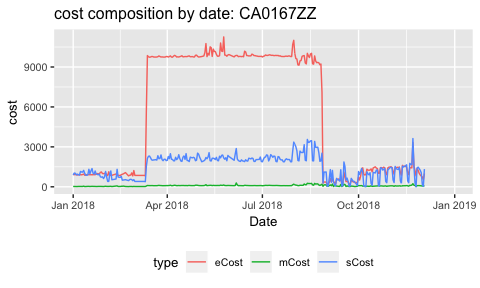 cost composition by date: CA0167ZZ
cost
9000
6000
3000
0
Jan 2018 Apr 2018 Jul 2018 Oct 2018 Jan 2019
Date
type eCost mCost sCost